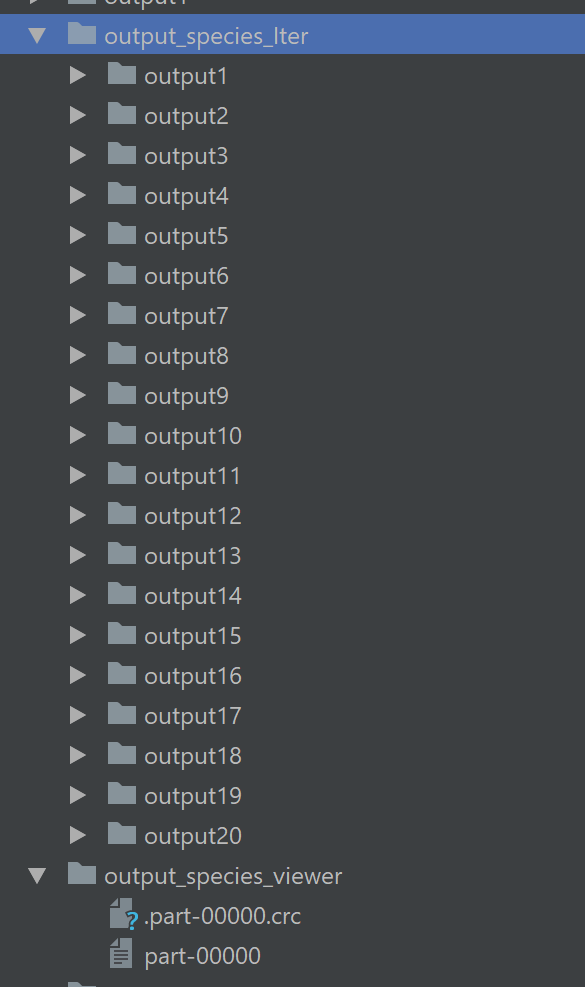 output1
output_species_lter
output1
output2
output3
output4
output5
output6
output7
output8
output9
output10
output11
output12
output13
output14
output15
output16
output17
output18
output19
output20
output_species_viewer
.part-00000.crc
part-00000